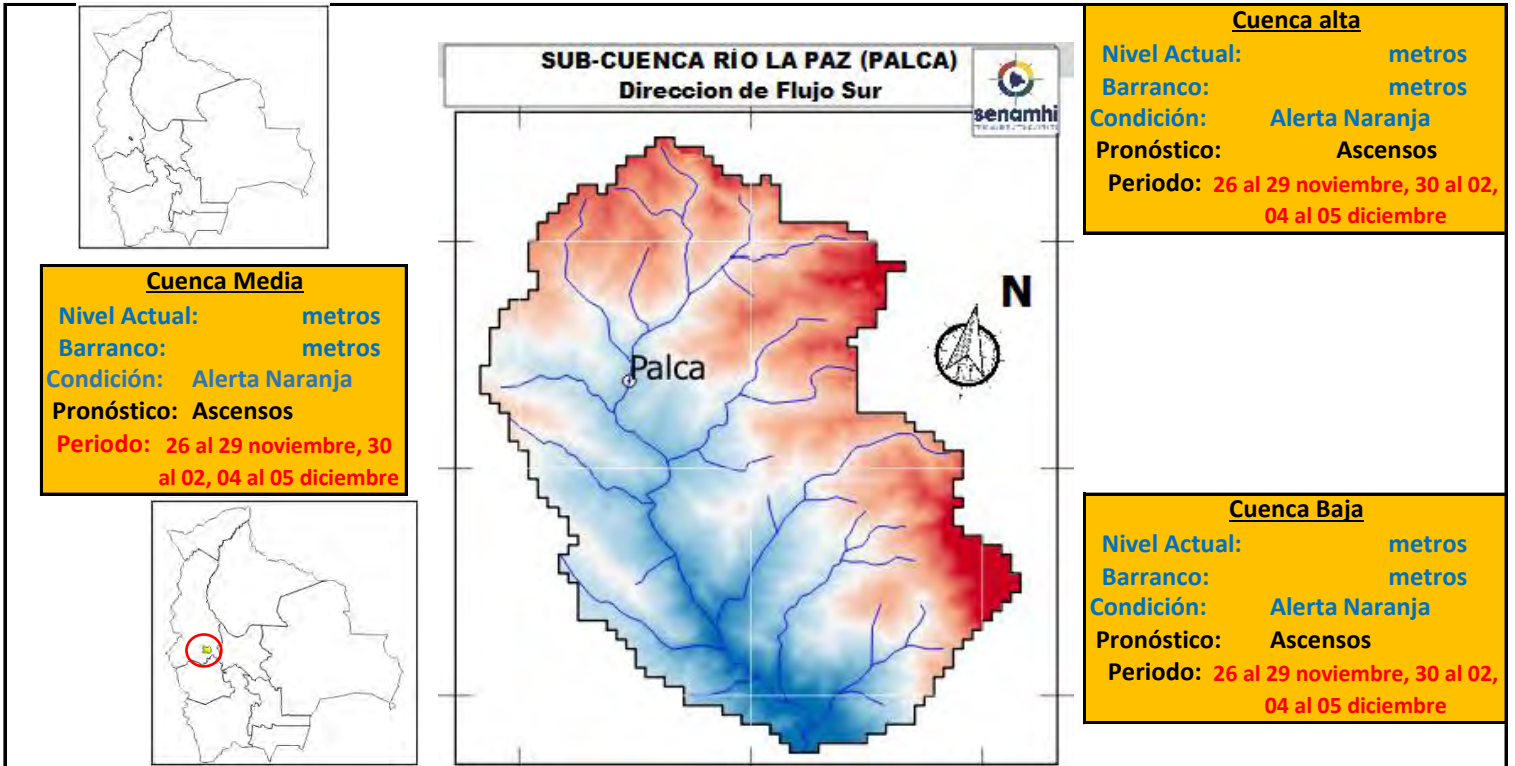 SUB-CUENCA RÍO LA PAZ (PALCA)
Direccion de Flujo Sur
senamhi
Cuenca alta
Nivel Actual: metros
Barranco: metros
Condición: Alerta Naranja
Pronóstico: Ascensos
Periodo: 26 al 29 noviembre, 30 al 02,
04 al 05 diciembre
Cuenca Media
Nivel Actual: metros
Barranco: metros
Condición: Alerta Naranja
Pronóstico: Ascensos
Periodo: 26 al 29 noviembre, 30
al 02, 04 al 05 diciembre
N
Palca
Cuenca Baja
Nivel Actual: metros
Barranco: metros
Condición: Alerta Naranja
Pronóstico: Ascensos
Periodo: 26 al 29 noviembre, 30 al 02,
04 al 05 diciembre